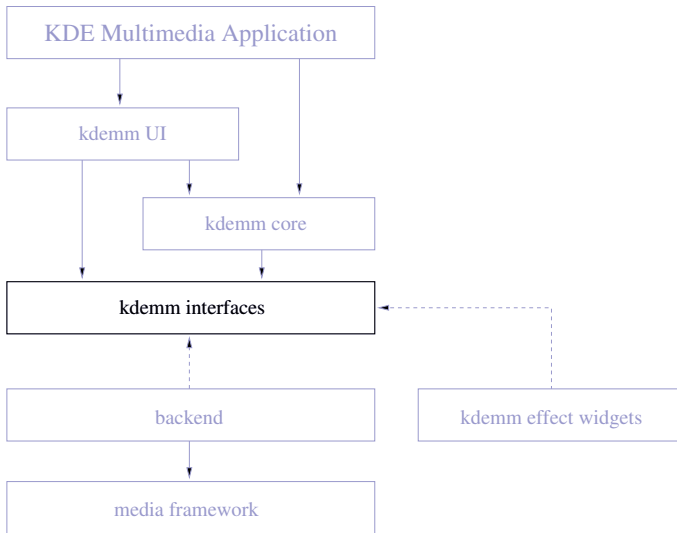 KDE Multimedia Application
kdemm UI
kdemm core
kdemm interfaces
backend
kdemm effect widgets
media framework